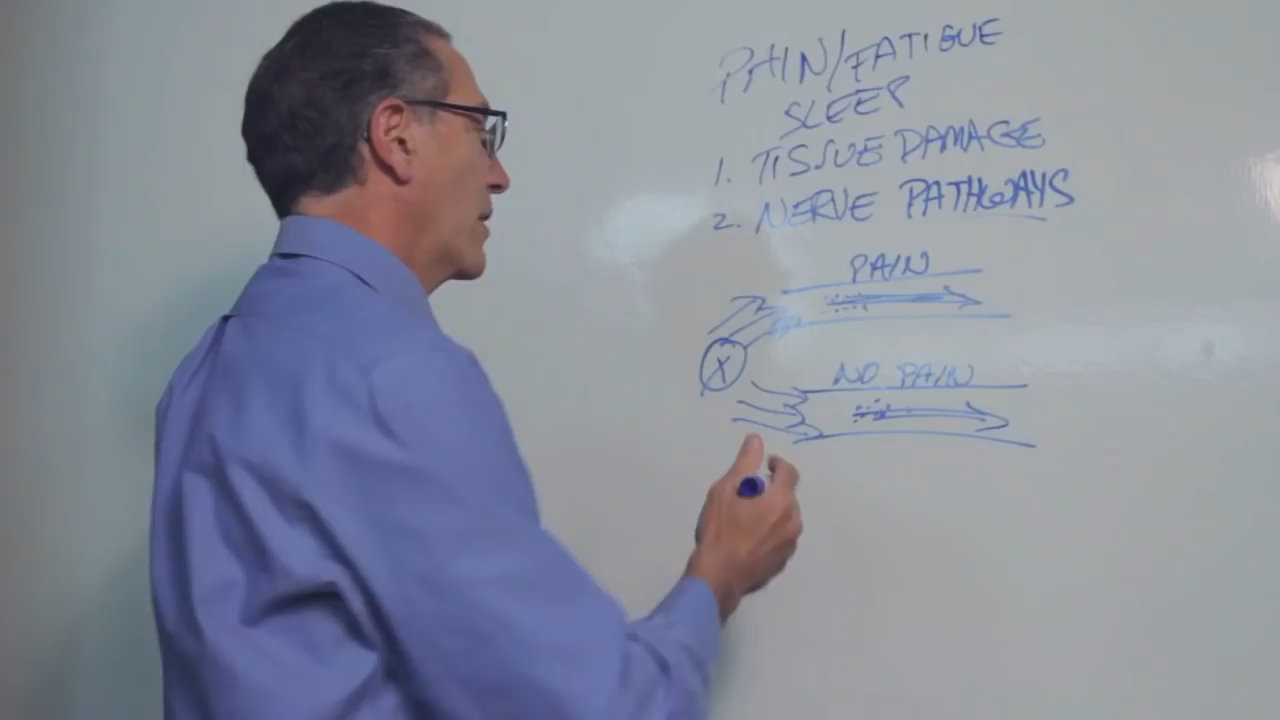 PAIN/FATIGUE
SLEEP
1. TISSUE DAMAGE
2. NERVE PATHWAYS
PAIN
X
NO PAIN